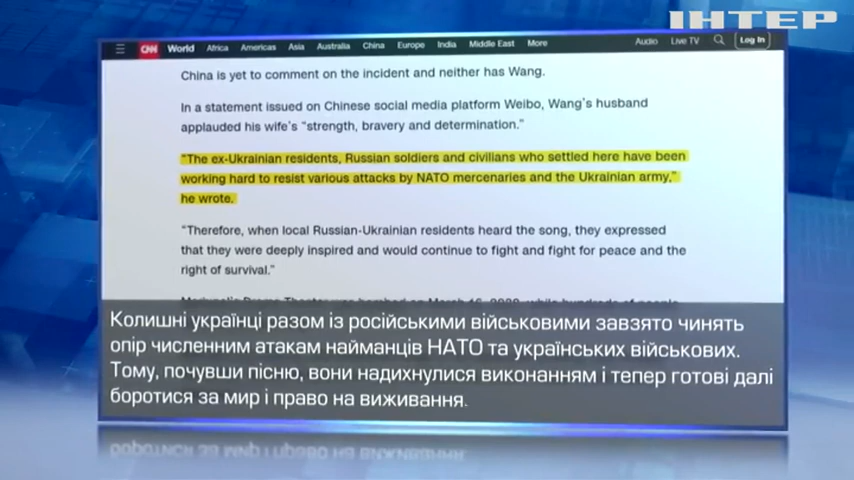 ІНТЕР
CNN World Africa Americas Asia Australia China Europe India Middle East More Audio Live TV Log In
China is yet to comment on the incident and neither has Wang.
In a statement issued on Chinese social media platform Weibo, Wang's husband
applauded his wife's "strength, bravery and determination."
"The ex-Ukrainian residents, Russian soldiers and civilians who settled here have been
working hard to resist various attacks by NATO mercenaries and the Ukrainian army,"
he wrote.
"Therefore, when local Russian-Ukrainian residents heard the song, they expressed
that they were deeply inspired and would continue to fight and fight for peace and the
right of survival."
Колишні українці разом із російськими військовими завзято чинять
опір численним атакам найманців НАТО та українських військових.
Тому, почувши пісню, вони надихнулися виконанням і тепер готові далі
боротися за мир і право на виживання.